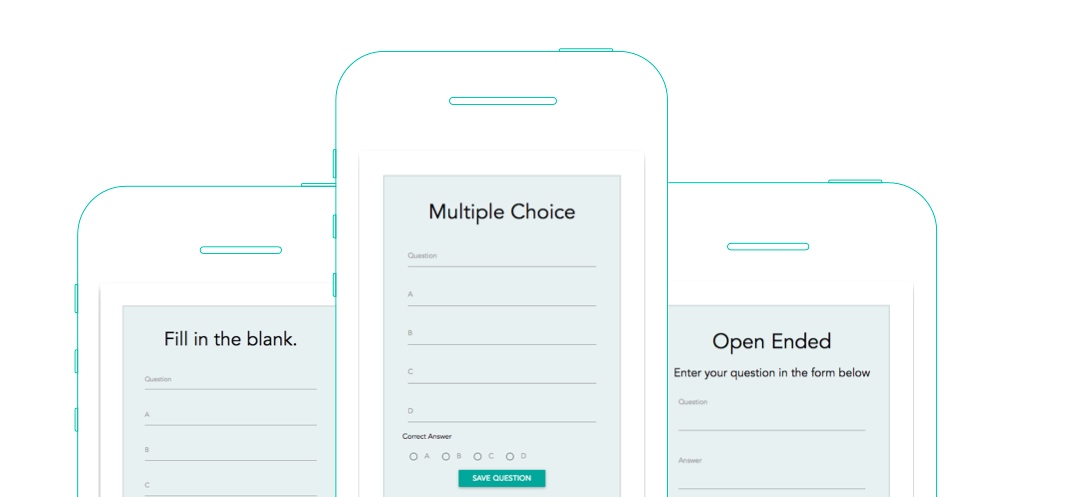 Fill in the blank.
Question
A
B
C
Multiple Choice
Question
A
B
C
D
Correct Answer
A B C D
SAVE QUESTION
Open Ended
Enter your question in the form below
Question
Answer